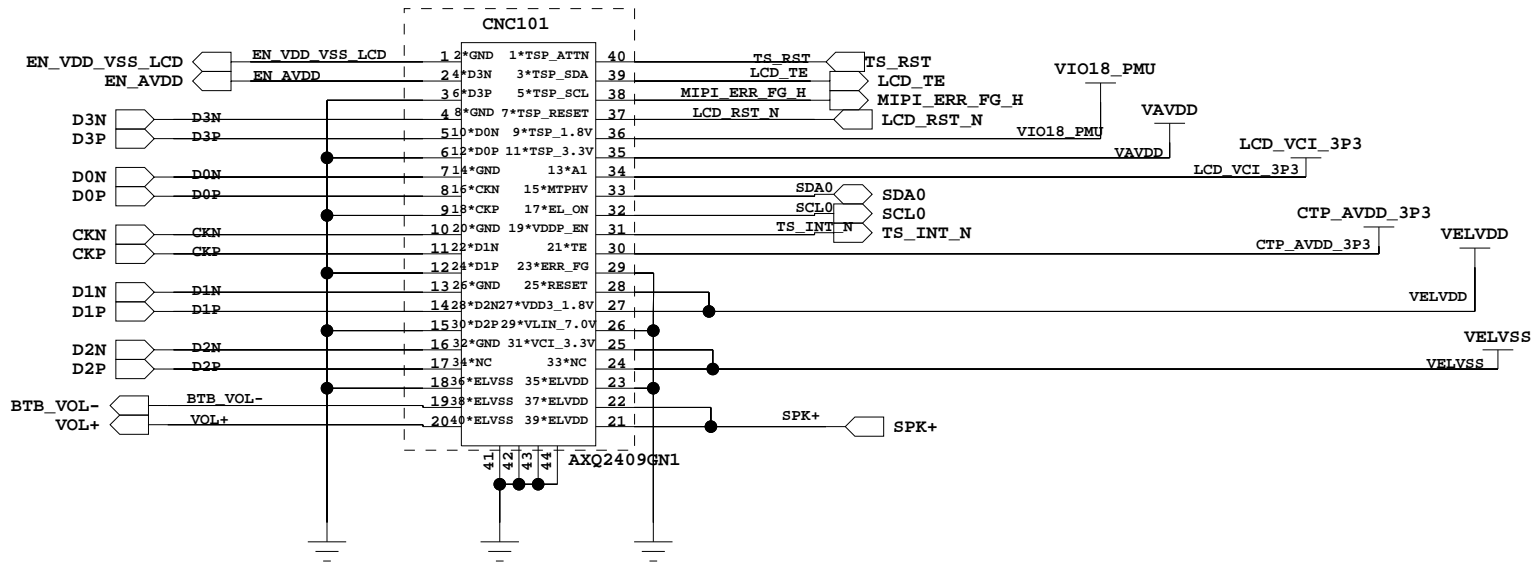 CNC101
EN_VDD_VSS_LCD EN_VDD_VSS_LCD 1 2*GND 1*TSP_ATTN 40 TS_RST TS_RST
EN_AVDD EN_AVDD 2 4*D3N 3*TSP_SDA 39 LCD_TE LCD_TE
3 6*D3P 5*TSP_SCL 38 MIPI_ERR_FG_H MIPI_ERR_FG_H VIO18_PMU
D3N D3N 4 8*GND 7*TSP_RESET 37 LCD_RST_N LCD_RST_N VAVDD
D3P D3P 5 10*D0N 9*TSP_1.8V 36 VIO18_PMU
6 12*D0P 11*TSP_3.3V 35 VAVDD LCD_VCI_3P3
D0N D0N 7 14*GND 13*A1 34 LCD_VCI_3P3
D0P D0P 8 16*CKN 15*MTPHV 33 SDA0 SDA0
9 18*CKP 17*EL_ON 32 SCL0 SCL0 CTP_AVDD_3P3
CKN CKN 10 20*GND 19*VDDP_EN 31 TS_INT_N TS_INT_N VELVDD
CKP CKP 11 22*D1N 21*TE 30 CTP_AVDD_3P3
12 24*D1P 23*ERR_FG 29
D1N D1N 13 26*GND 25*RESET 28 VELVDD
D1P D1P 14 28*D2N 27*VDD3_1.8V 27
15 30*D2P 29*VLIN_7.0V 26
D2N D2N 16 32*GND 31*VCI_3.3V 25 VELVSS
D2P D2P 17 34*NC 33*NC 24 VELVSS
18 36*ELVSS 35*ELVDD 23
BTB_VOL- BTB_VOL- 19 38*ELVSS 37*ELVDD 22
VOL+ VOL+ 20 40*ELVSS 39*ELVDD 21 SPK+ SPK+
41 42 43 44 AXQ2409GN1